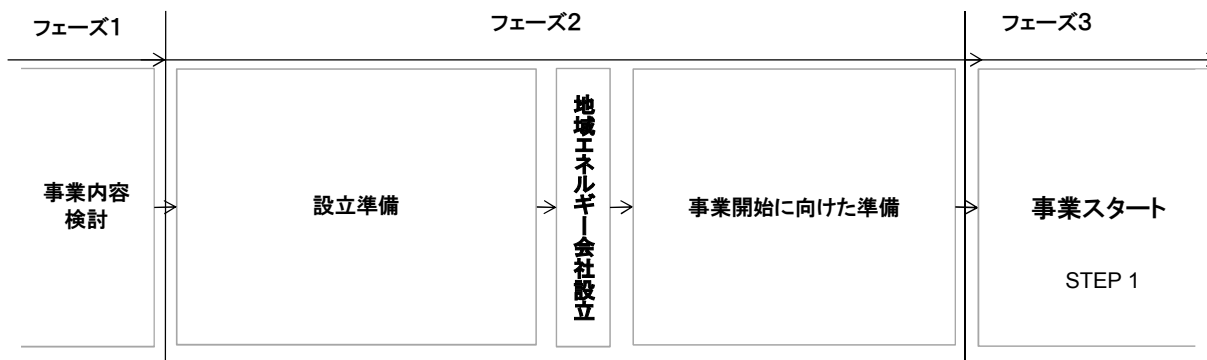 フェーズ1
フェーズ2
フェーズ3
事業内容
検討
設立準備
地域エネルギー会社設立
事業開始に向けた準備
事業スタート
STEP 1